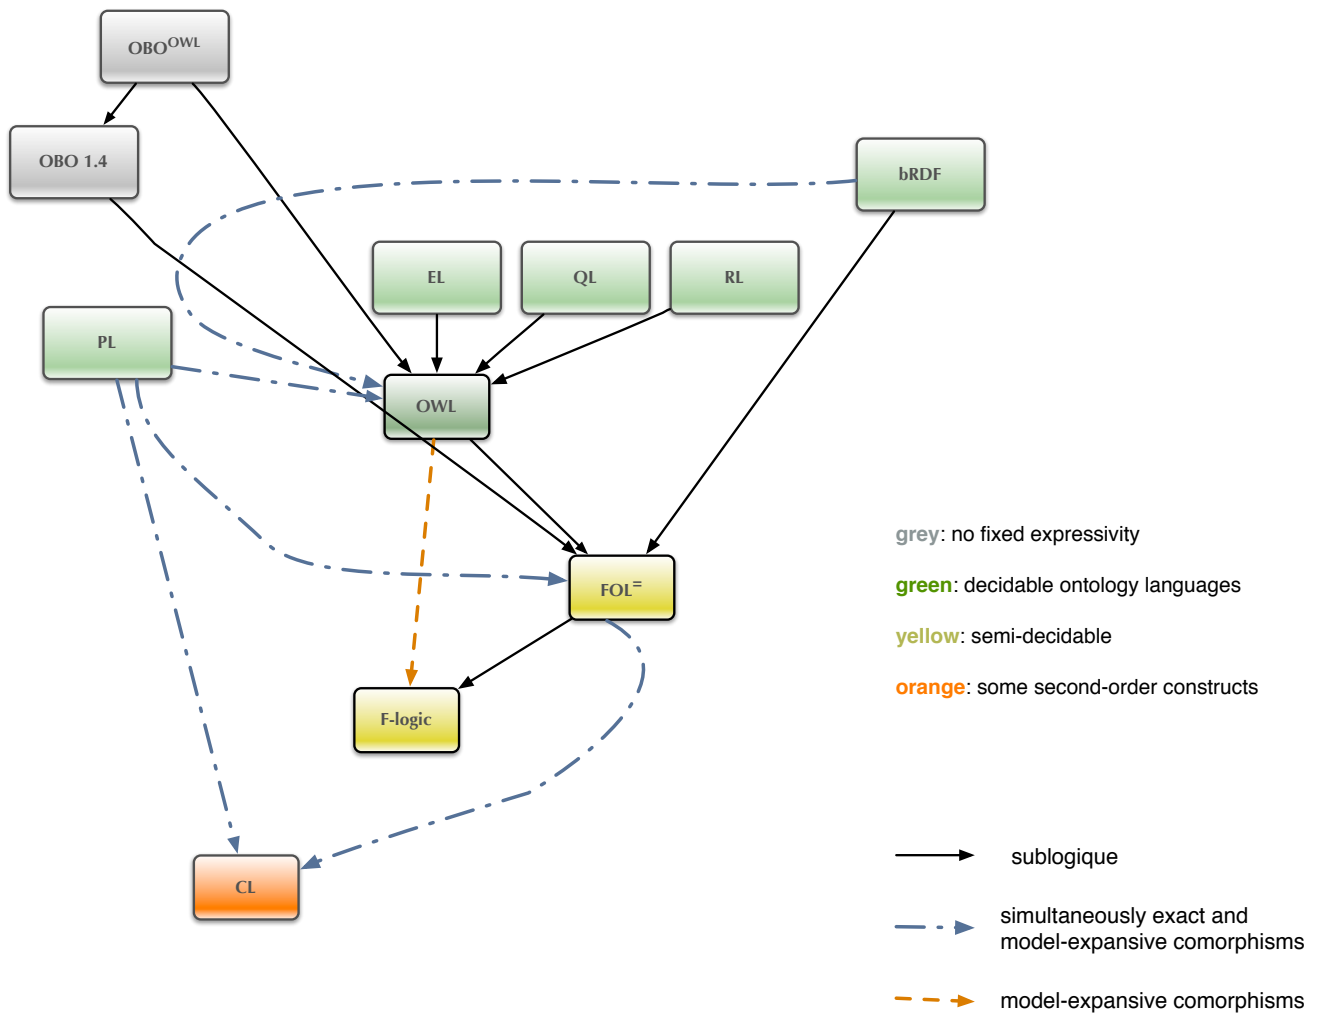 OBO^OWL
OBO 1.4
bRDF
EL
QL
RL
PL
OWL
grey: no fixed expressivity
green: decidable ontology languages
FOL^=
yellow: semi-decidable
orange: some second-order constructs
F-logic
CL
sublogique
simultaneously exact and
model-expansive comorphisms
model-expansive comorphisms